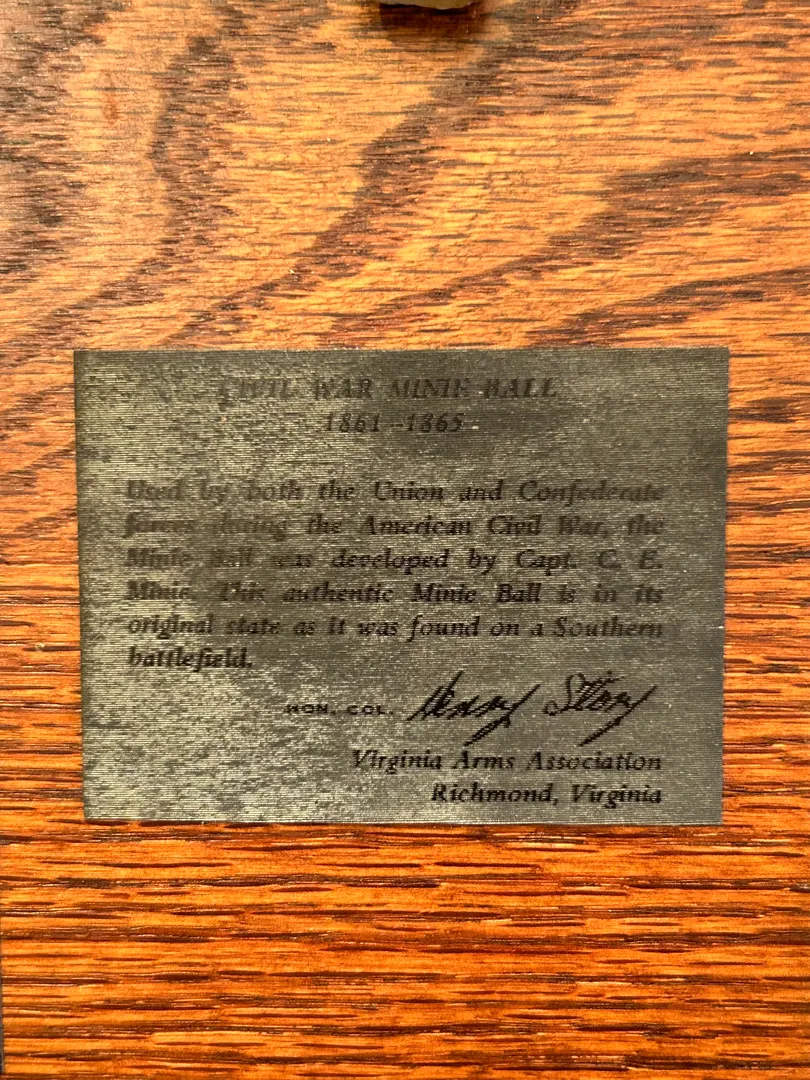 CIVIL WAR MINIE BALL
1861-1865
Used by both the Union and Confederate
forces during the American Civil War, the
Minie Ball was developed by Capt. C. E.
Minie. This authentic Minie Ball is in its
original state as it was found on a Southern
battlefield.
HON. COL. Henry Story
Virginia Arms Association
Richmond, Virginia